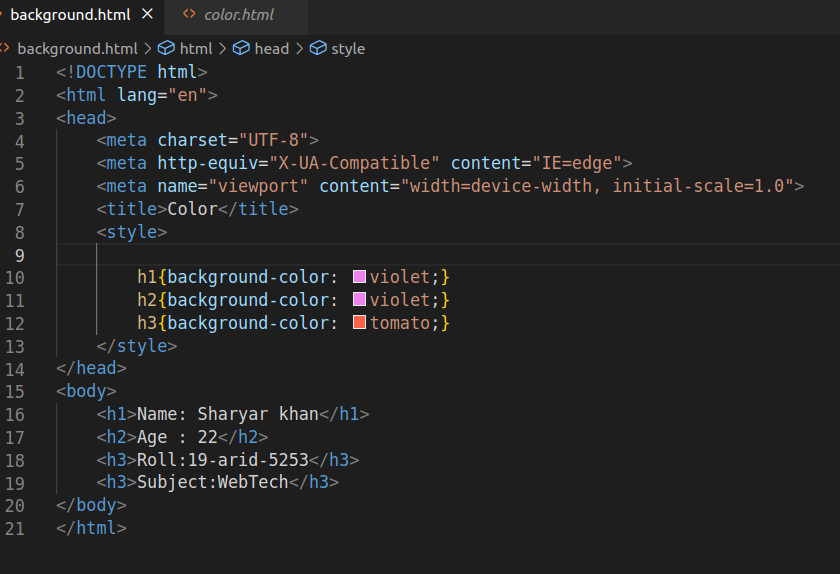 background.html × <> color.html
<> background.html > html > head > style
1 <!DOCTYPE html>
2 <html lang="en">
3 <head>
4 <meta charset="UTF-8">
5 <meta http-equiv="X-UA-Compatible" content="IE=edge">
6 <meta name="viewport" content="width=device-width, initial-scale=1.0">
7 <title>Color</title>
8 <style>
9
10 h1{background-color: violet;}
11 h2{background-color: violet;}
12 h3{background-color: tomato;}
13 </style>
14 </head>
15 <body>
16 <h1>Name: Sharyar khan</h1>
17 <h2>Age : 22</h2>
18 <h3>Roll:19-arid-5253</h3>
19 <h3>Subject:WebTech</h3>
20 </body>
21 </html>